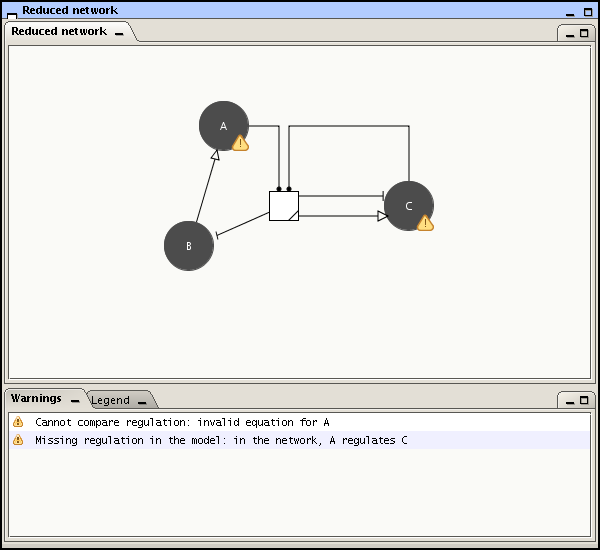 Reduced network
Reduced network
A
C
B
Warnings
Legend
Cannot compare regulation: invalid equation for A
Missing regulation in the model: in the network, A regulates C